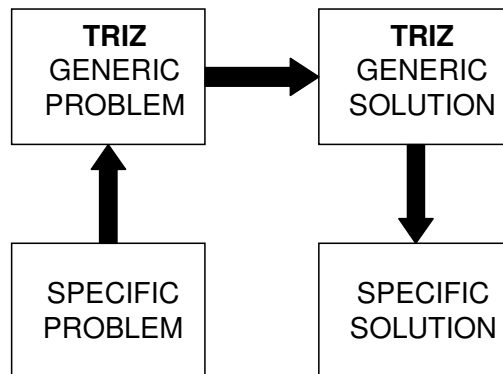 TRIZ
GENERIC
PROBLEM
TRIZ
GENERIC
SOLUTION
SPECIFIC
PROBLEM
SPECIFIC
SOLUTION